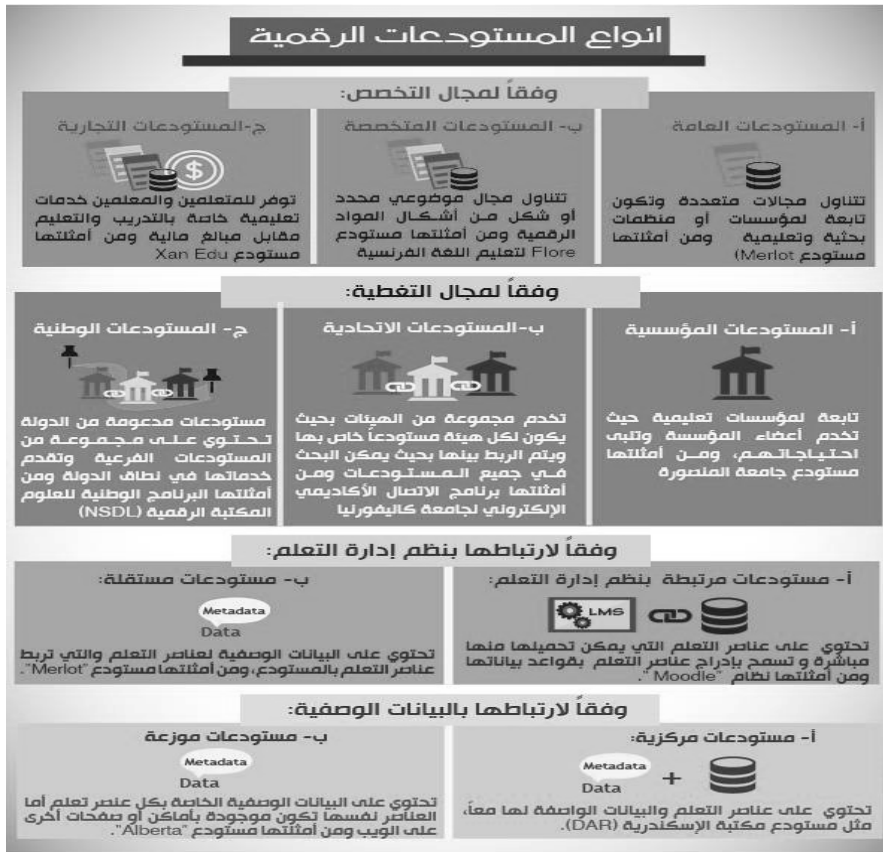 انواع المستودعات الرقمية
وفقاً لمجال التخصص:
أ- المستودعات العامة
تتناول مجالات متعددة وتكون
تابعة لمؤسسات أو منظمات
بحثية وتعليمية ومن أمثلتها
مستودع Merlot)
ب- المستودعات المتخصصة
تتناول مجال موضوعي محدد
أو شكل من أشكال المواد
الرقمية ومن أمثلتها مستودع
Flore لتعليم اللغة الفرنسية
ج-المستودعات التجارية
$
توفر للمتعلمين والمعلمين خدمات
تعليمية خاصة بالتدريب والتعليم
مقابل مبالغ مالية ومن أمثلتها
مستودع Xan Edu
وفقاً لمجال التغطية:
أ- المستودعات المؤسسية
تابعة لمؤسسات تعليمية حيث
تخدم أعضاء المؤسسة وتلبى
احتياجاتهم، ومن أمثلتها
مستودع جامعة المنصورة
ب-المستودعات الاتحادية
تخدم مجموعة من الهيئات بحيث
يكون لكل هيئة مستودعاً خاص بها
ويتم الربط بينها بحيث يمكن البحث
في جميع المستودعات ومن
أمثلتها برنامج الاتصال الأكاديمي
الإلكتروني لجامعة كاليفورنيا
ج- المستودعات الوطنية
مستودعات مدعومة من الدولة
تحتوي على مجموعة من
المستودعات الفرعية وتقدم
خدماتها في نطاق الدولة ومن
أمثلتها البرنامج الوطنية للعلوم
المكتبة الرقمية (NSDL)
وفقاً لارتباطها بنظم إدارة التعلم:
أ- مستودعات مرتبطة بنظم إدارة التعلم:
LMS
تحتوي على عناصر التعلم التي يمكن تحميلها منها
مباشرة و تسمح بإدراج عناصر التعلم بقواعد بياناتها
ومن أمثلتها نظام "Moodle".
ب- مستودعات مستقلة:
Metadata
Data
تحتوي على البيانات الوصفية لعناصر التعلم والتي تربط
عناصر التعلم بالمستودع، ومن أمثلتها مستودع "Merlot".
وفقاً لارتباطها بالبيانات الوصفية:
أ- مستودعات مركزية:
Metadata
Data +
تحتوي على عناصر التعلم والبيانات الواصفة لها معاً،
مثل مستودع مكتبة الإسكندرية (DAR).
ب- مستودعات موزعة
Metadata
Data
تحتوي على البيانات الوصفية الخاصة بكل عنصر تعلم أما
العناصر نفسها تكون موجودة بأماكن أو صفحات أخرى
على الويب ومن أمثلتها مستودع "Alberta".